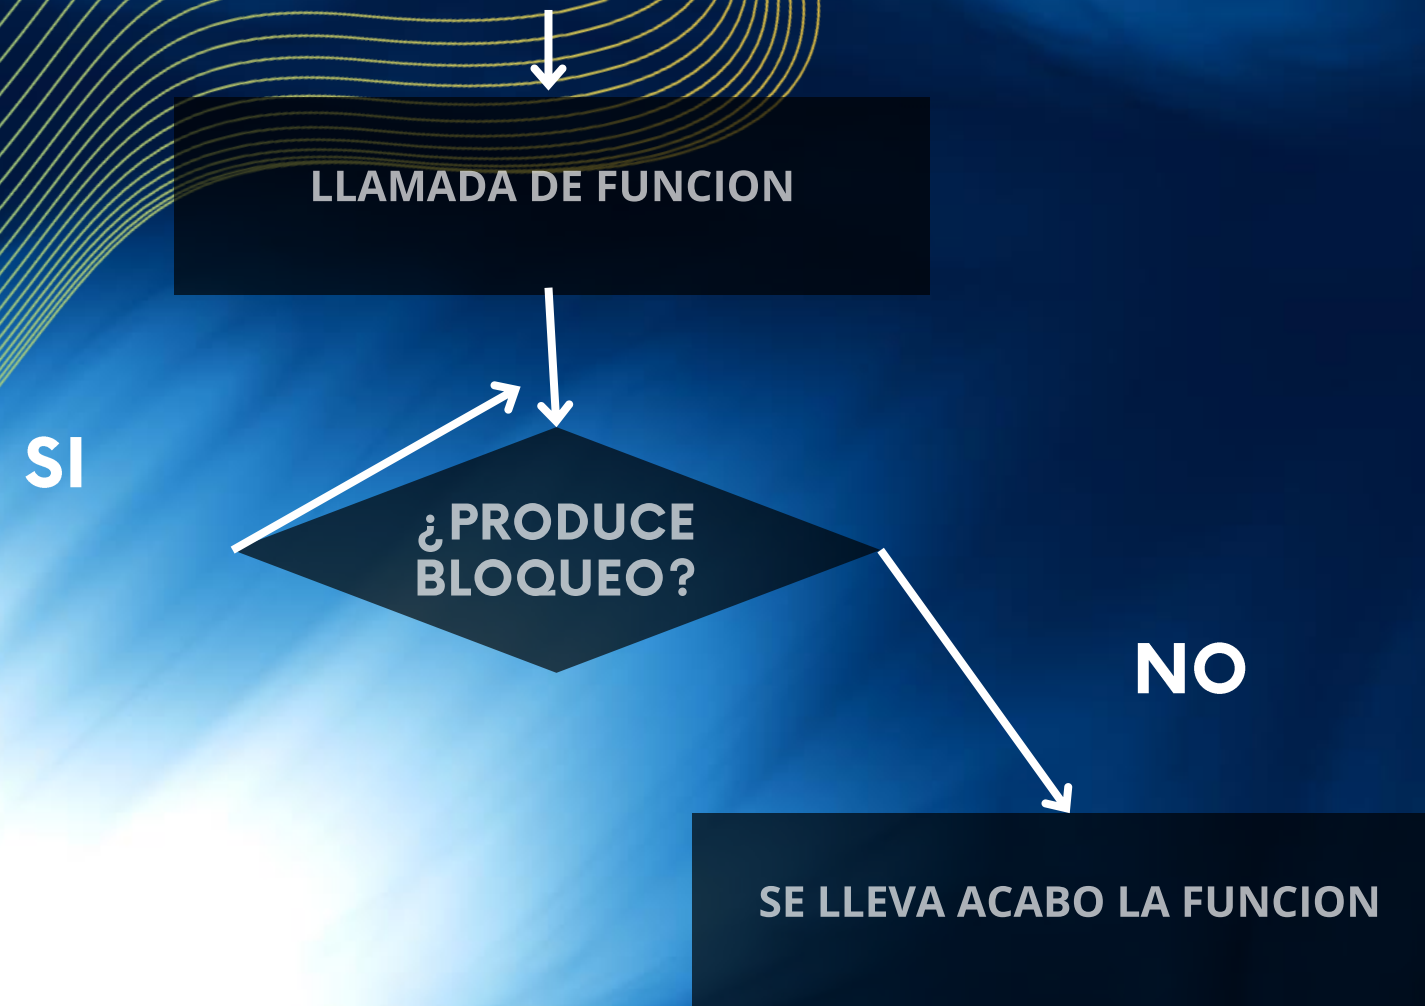 LLAMADA DE FUNCION
SI
¿PRODUCE
BLOQUEO?
NO
SE LLEVA ACABO LA FUNCION